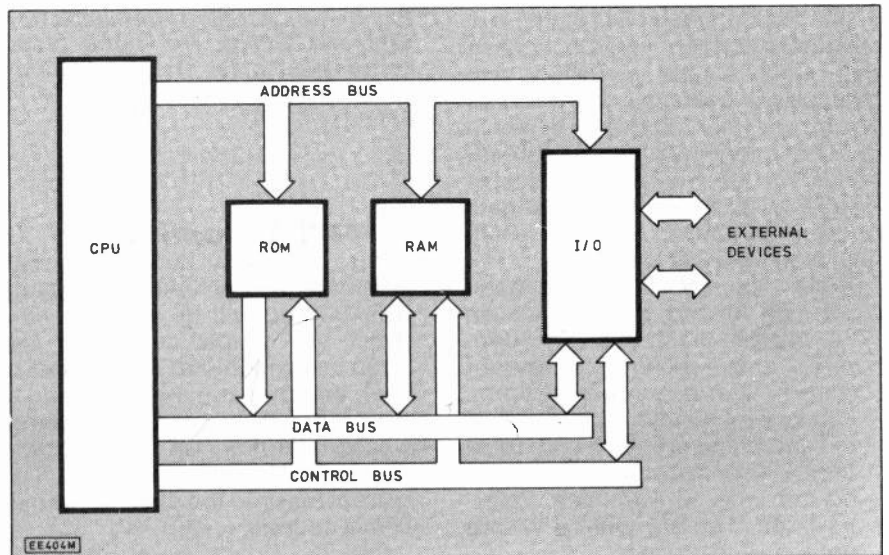 ADDRESS BUS
CPU
ROM
RAM
I/O
EXTERNAL
DEVICES
DATA BUS
CONTROL BUS
EE404M